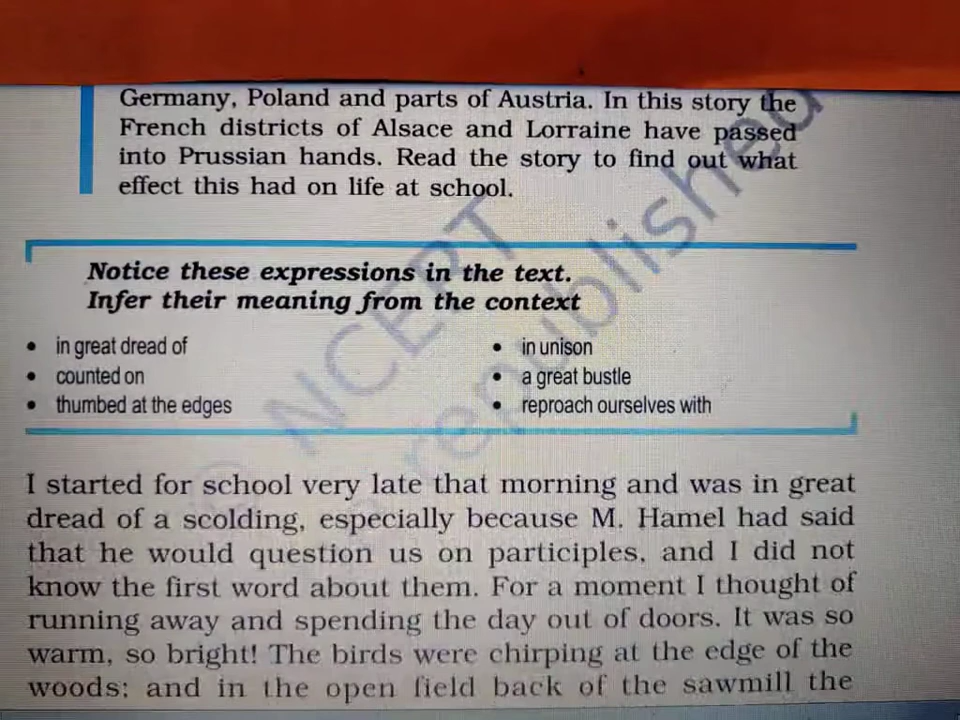 Germany, Poland and parts of Austria. In this story the
French districts of Alsace and Lorraine have passed
into Prussian hands. Read the story to find out what
effect this had on life at school.
Notice these expressions in the text.
Infer their meaning from the context
• in great dread of
• counted on
• thumbed at the edges
• in unison
• a great bustle
• reproach ourselves with
I started for school very late that morning and was in great
dread of a scolding, especially because M. Hamel had said
that he would question us on participles, and I did not
know the first word about them. For a moment I thought of
running away and spending the day out of doors. It was so
warm, so bright! The birds were chirping at the edge of the
woods; and in the open field back of the sawmill the
© NCERT
republished